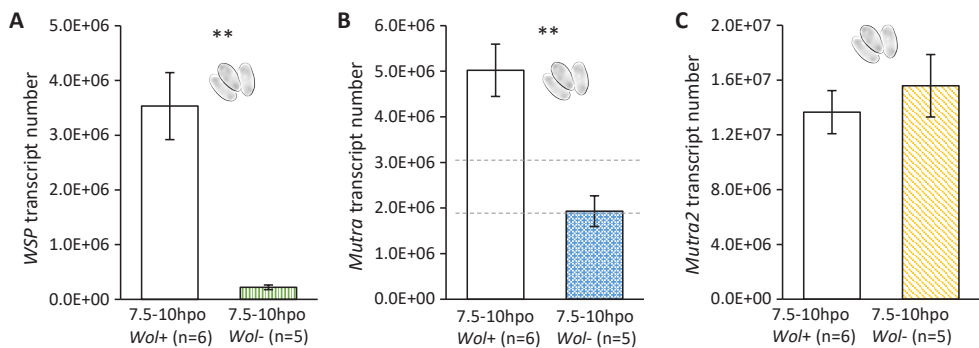 A
**
WSP transcript number
5.0E+06
4.0E+06
3.0E+06
2.0E+06
1.0E+06
0.0E+00
7.5-10hpo 7.5-10hpo
Wol+ (n=6) Wol- (n=5)
B
**
Mutra transcript number
6.0E+06
5.0E+06
4.0E+06
3.0E+06
2.0E+06
1.0E+06
0.0E+00
7.5-10hpo 7.5-10hpo
Wol+ (n=6) Wol- (n=5)
C
Mutra2 transcript number
2.0E+07
1.6E+07
1.2E+07
8.0E+06
4.0E+06
0.0E+00
7.5-10hpo 7.5-10hpo
Wol+ (n=6) Wol- (n=5)